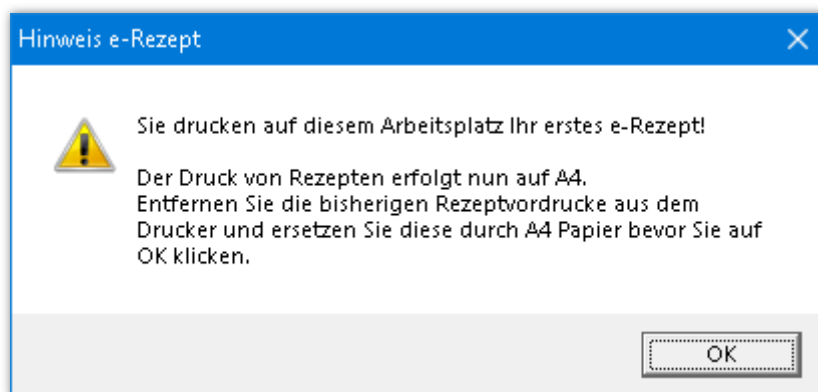 Hinweis e-Rezept
Sie drucken auf diesem Arbeitsplatz Ihr erstes e-Rezept!
Der Druck von Rezepten erfolgt nun auf A4.
Entfernen Sie die bisherigen Rezeptvordrucke aus dem
Drucker und ersetzen Sie diese durch A4 Papier bevor Sie auf
OK klicken.
OK